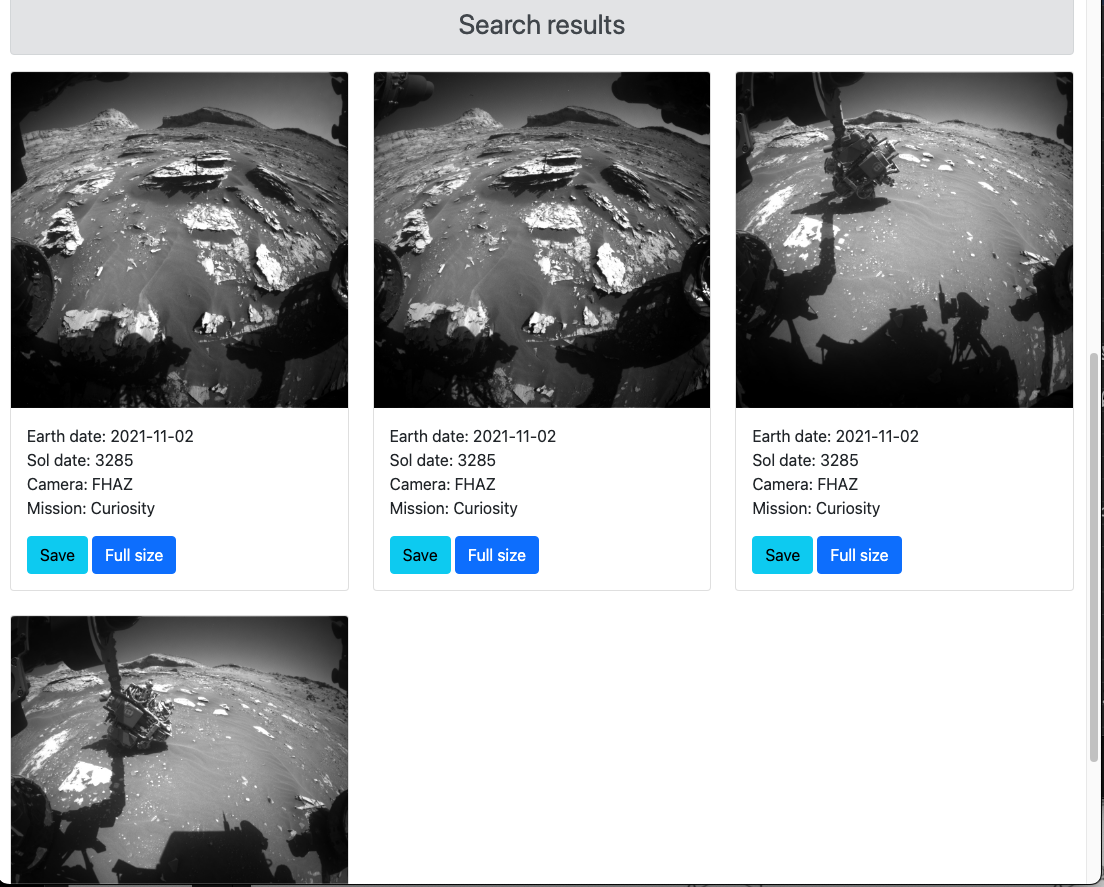 Search results
Earth date: 2021-11-02
Sol date: 3285
Camera: FHAZ
Mission: Curiosity
Save Full size
Earth date: 2021-11-02
Sol date: 3285
Camera: FHAZ
Mission: Curiosity
Save Full size
Earth date: 2021-11-02
Sol date: 3285
Camera: FHAZ
Mission: Curiosity
Save Full size